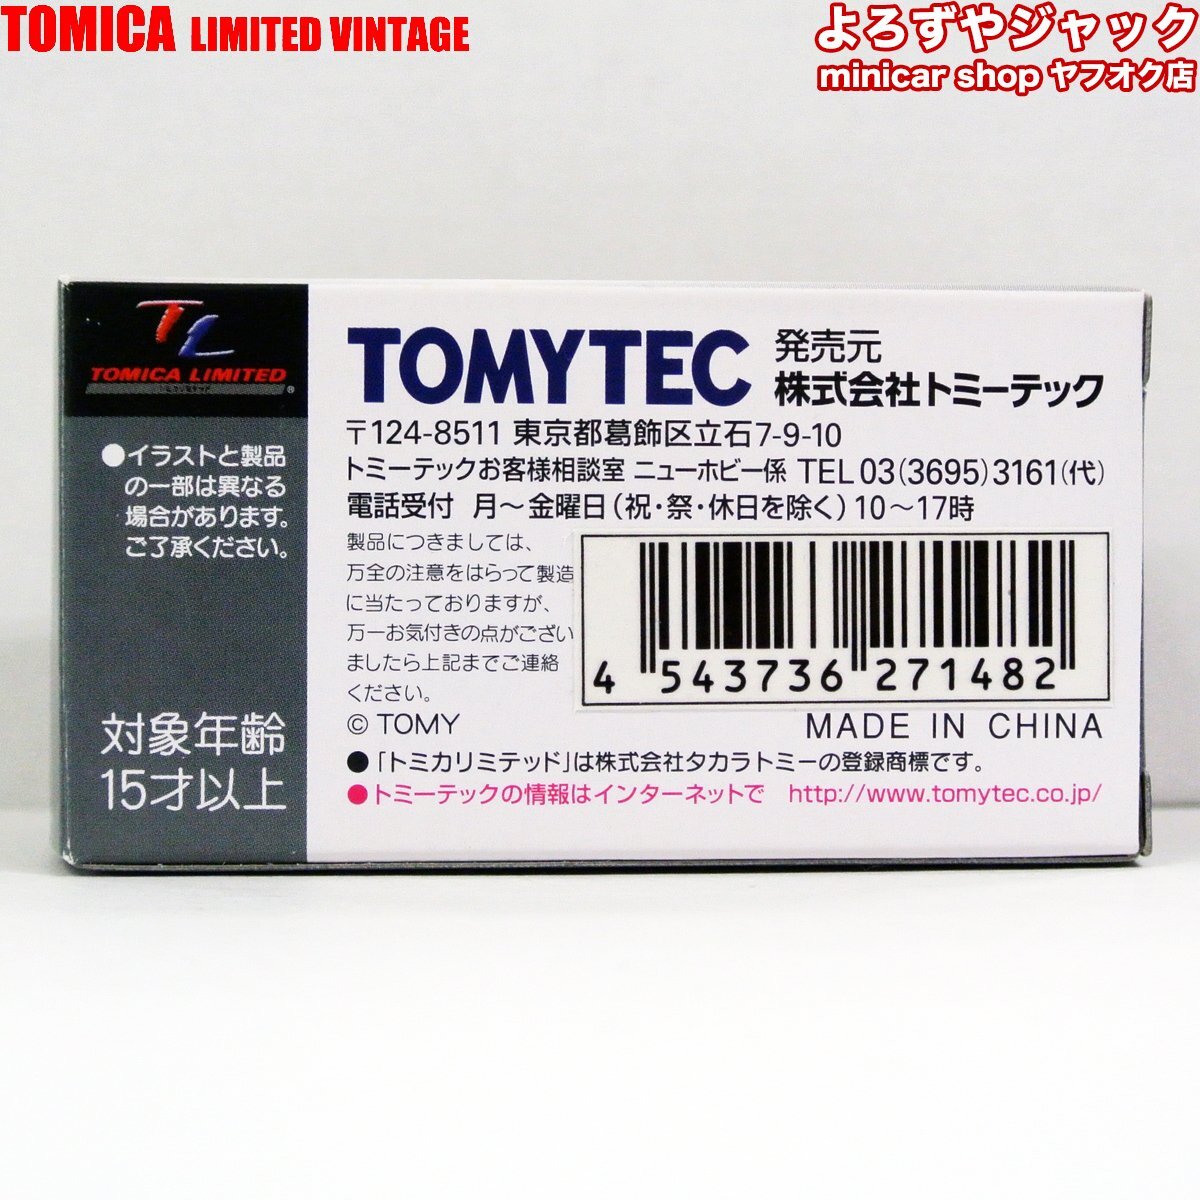 TOMICA LIMITED VINTAGE
よろずやジャック
minicar shop ヤフオク店
TL
TOMICA LIMITED
®
●イラストと製品
の一部は異なる
場合があります。
ご了承ください。
対象年齢
15才以上
TOMYTEC
発売元
株式会社トミーテック
〒124-8511 東京都葛飾区立石7-9-10
トミーテックお客様相談室 ニューホビー係 TEL 03(3695)3161(代)
電話受付 月～金曜日(祝・祭・休日を除く)10～17時
製品につきましては、
万全の注意をはらって製造
に当たっておりますが、
万一お気付きの点がござい
ましたら上記までご連絡
ください。
© TOMY
4 543736 271482
MADE IN CHINA
●「トミカリミテッド」は株式会社タカラトミーの登録商標です。
●トミーテックの情報はインターネットで http://www.tomytec.co.jp/